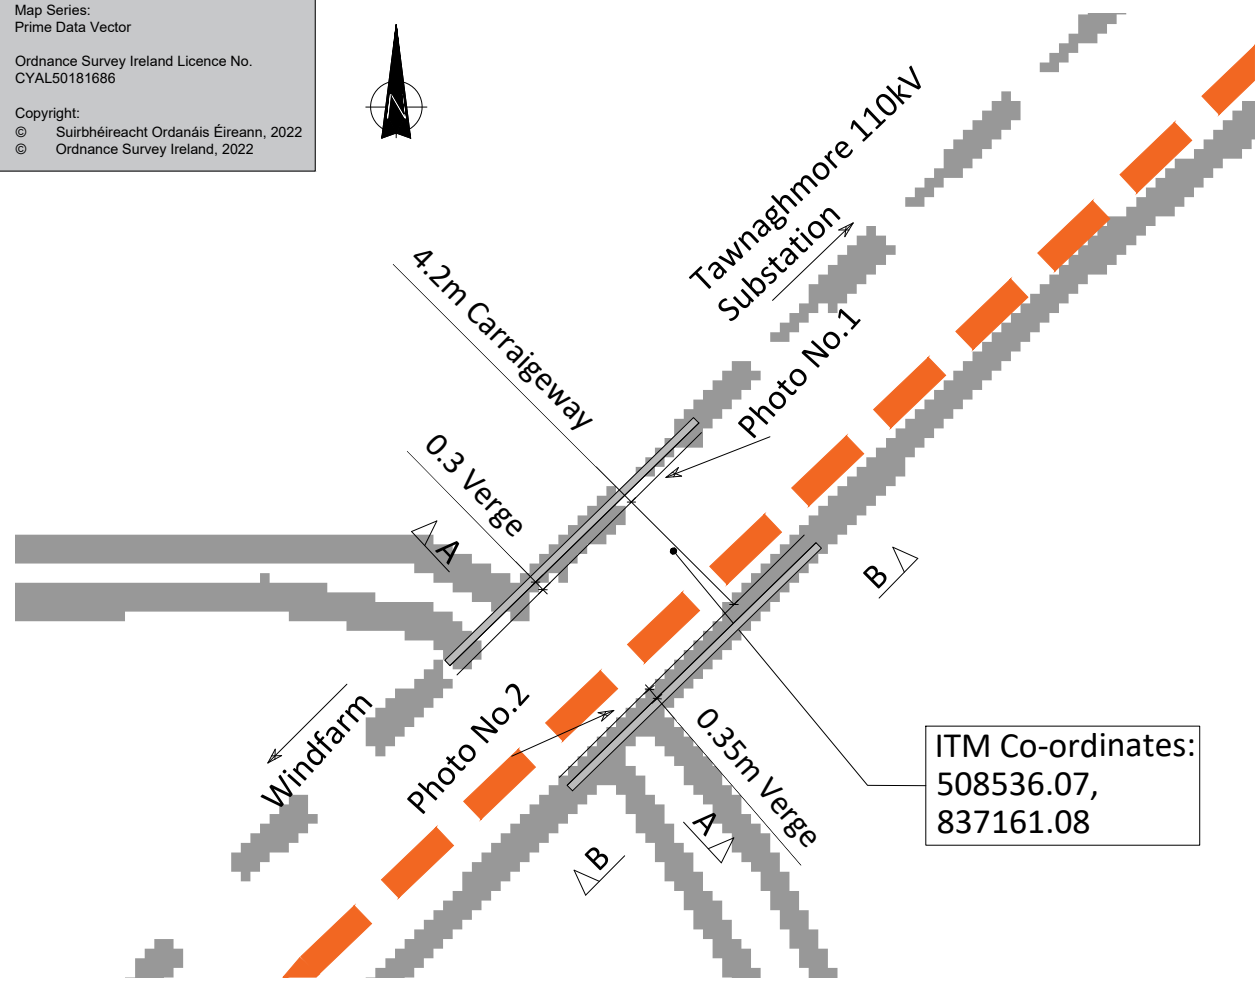 Map Series:
Prime Data Vector
Ordnance Survey Ireland Licence No.
CYAL50181686
Copyright:
© Suirbhéireacht Ordanáis Éireann, 2022
© Ordnance Survey Ireland, 2022
N
Tawnaghmore 110kV
Substation
4.2m Carraigeway
Photo No.1
0.3 Verge
A
B
Windfarm
Photo No.2
0.35m Verge
A
B
ITM Co-ordinates:
508536.07,
837161.08